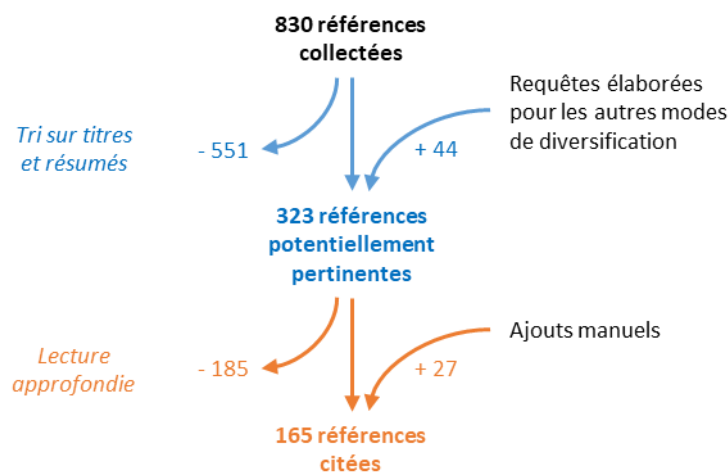 830 références
collectées
Requêtes élaborées
pour les autres modes
de diversification
Tri sur titres
et résumés
- 551
+ 44
323 références
potentiellement
pertinentes
Lecture
approfondie
- 185
+ 27
Ajouts manuels
165 références
citées